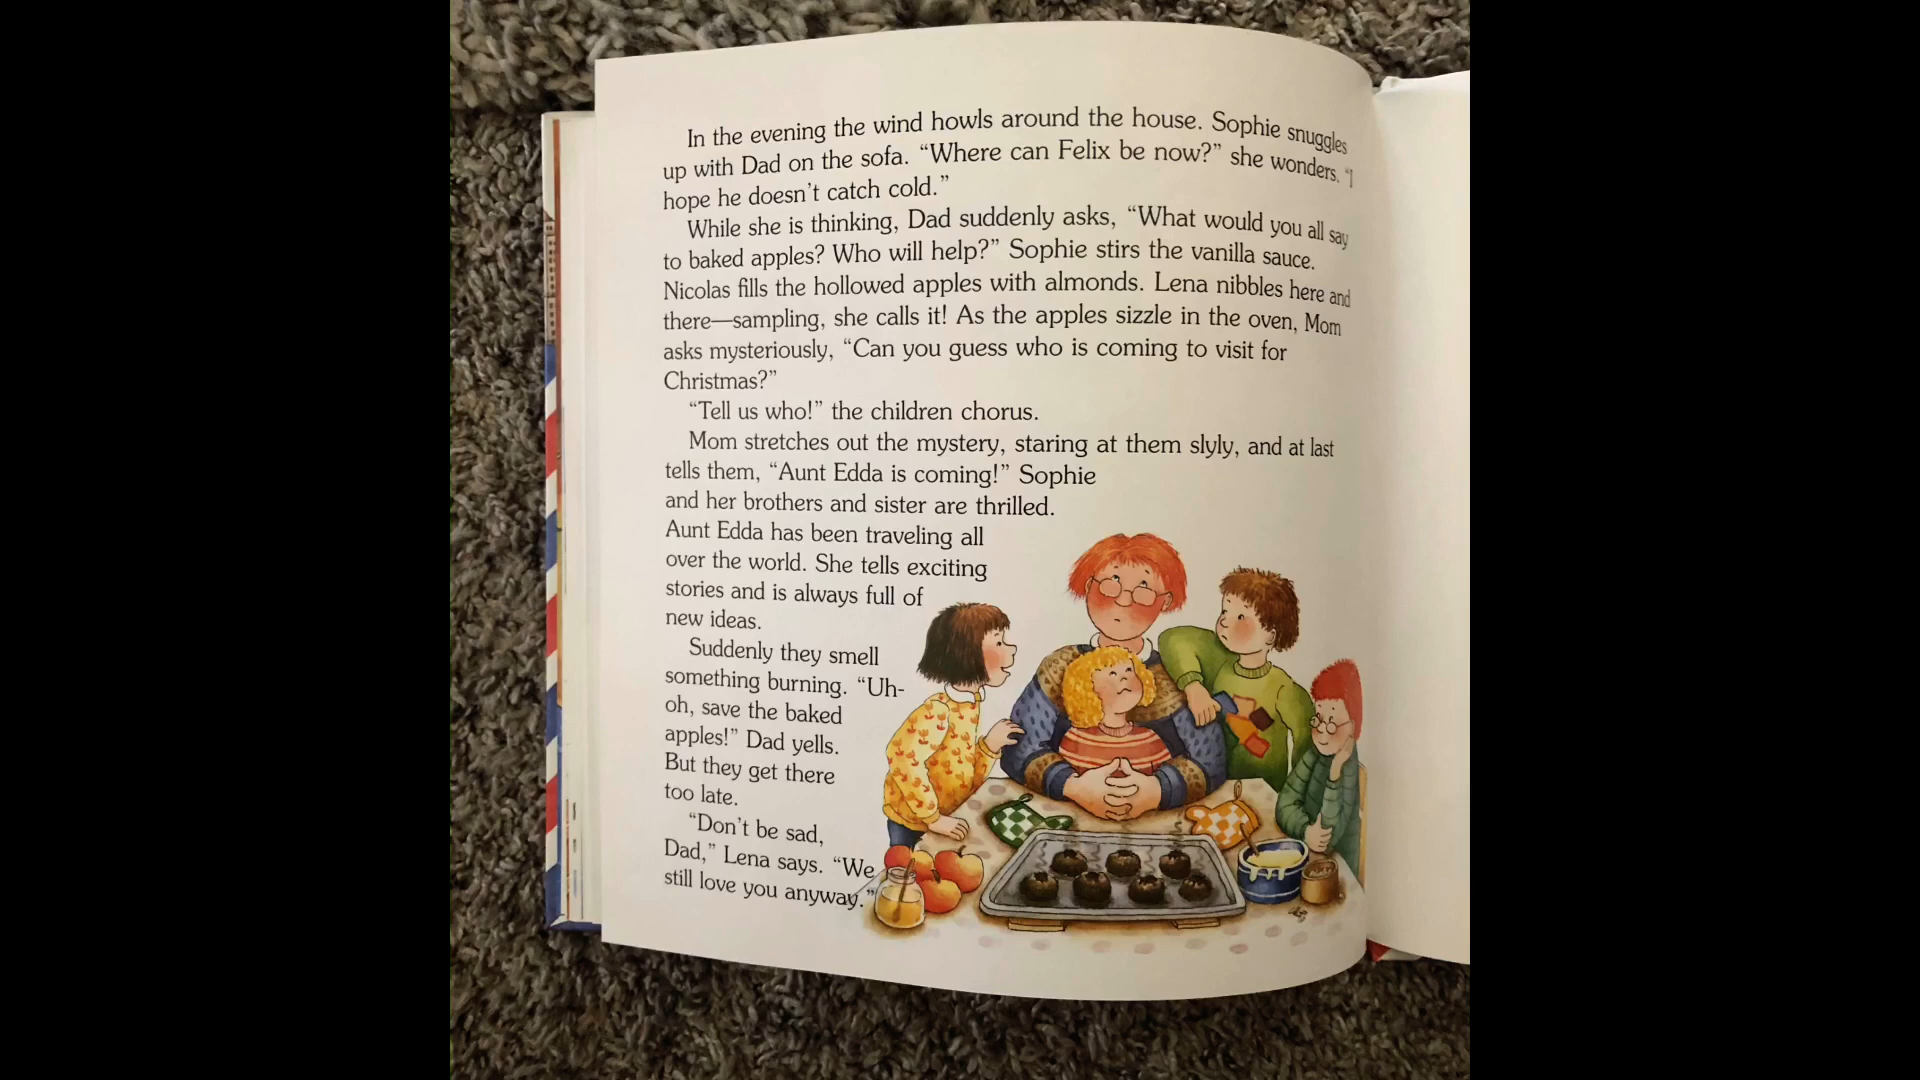 In the evening the wind howls around the house. Sophie snuggles
up with Dad on the sofa. “Where can Felix be now?” she wonders. “I
hope he doesn’t catch cold.”
While she is thinking, Dad suddenly asks, “What would you all say
to baked apples? Who will help?” Sophie stirs the vanilla sauce.
Nicolas fills the hollowed apples with almonds. Lena nibbles here and
there—sampling, she calls it! As the apples sizzle in the oven, Mom
asks mysteriously, “Can you guess who is coming to visit for
Christmas?”
“Tell us who!” the children chorus.
Mom stretches out the mystery, staring at them slyly, and at last
tells them, “Aunt Edda is coming!” Sophie
and her brothers and sister are thrilled.
Aunt Edda has been traveling all
over the world. She tells exciting
stories and is always full of
new ideas.
Suddenly they smell
something burning. “Uh-
oh, save the baked
apples!” Dad yells.
But they get there
too late.
“Don’t be sad,
Dad,” Lena says. “We
still love you anyway.”